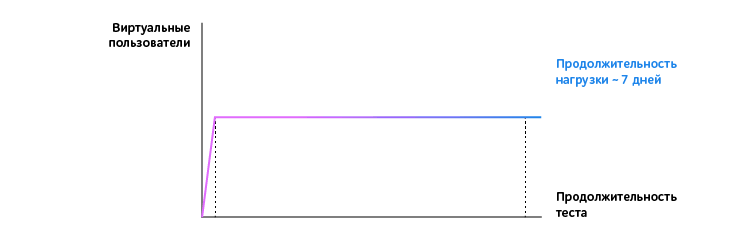 Виртуальные
пользователи
Продолжительность
нагрузки ~ 7 дней
Продолжительность
теста